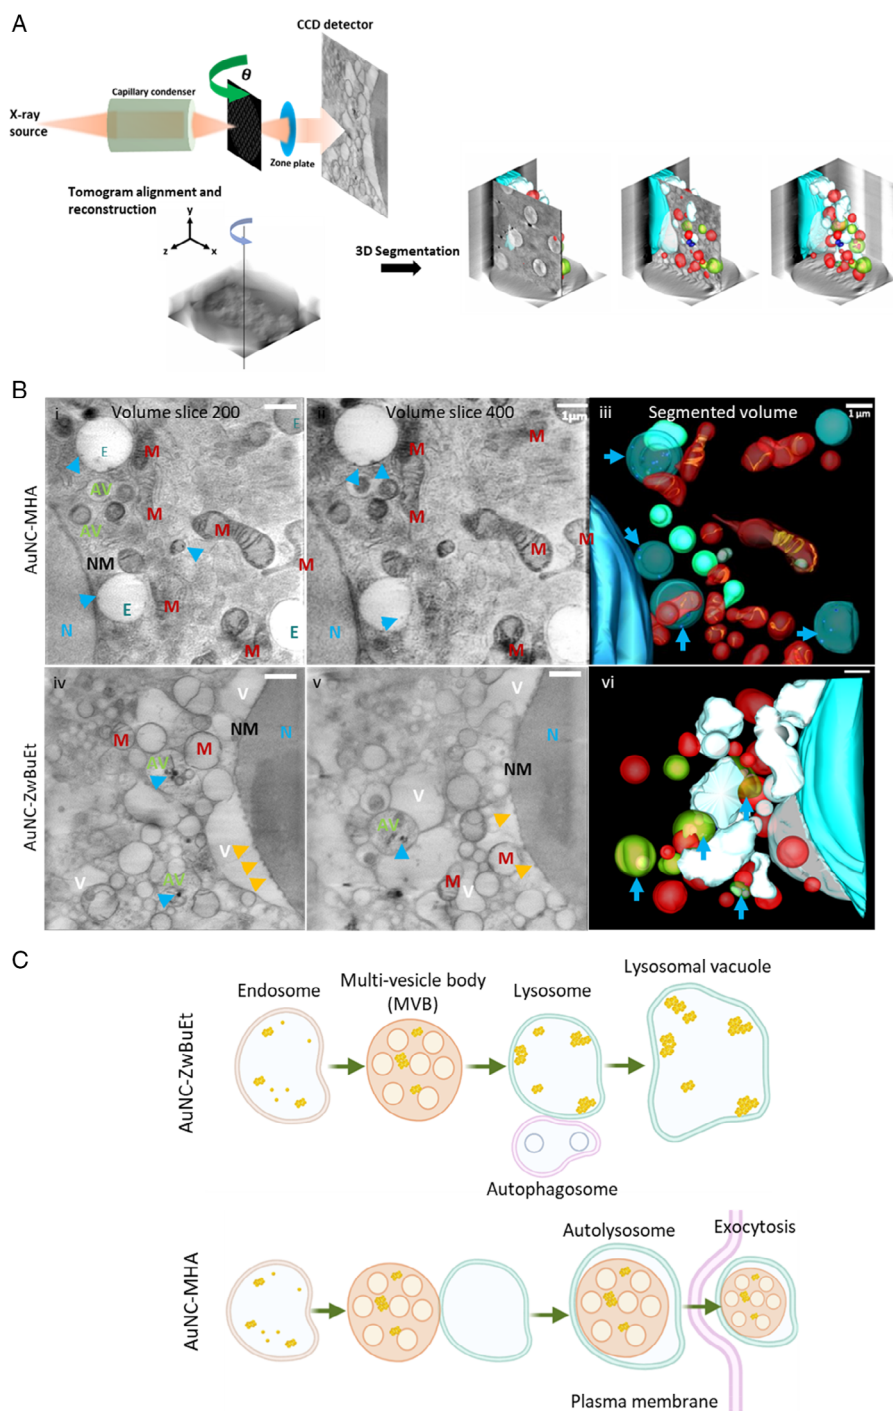 A
CCD detector
θ
Capillary condenser
X-ray
source
Zone plate
Tomogram alignment and
reconstruction
y
z
x
3D Segmentation
B
AuNC-MHA
i
Volume slice 200
E
E
M
AV
AV
M
M
NM
M
E
M
N
E
M
ii
Volume slice 400
1μm
M
M
M
M
M
N
M
iii
Segmented volume
1 μm
AuNC-ZwBuEt
iv
V
NM
N
M
M
AV
V
V
AV
v
V
N
NM
V
AV
M
M
V
vi
C
AuNC-ZwBuEt
Endosome
Multi-vesicle body
(MVB)
Lysosome
Lysosomal vacuole
Autophagosome
AuNC-MHA
Autolysosome
Exocytosis
Plasma membrane